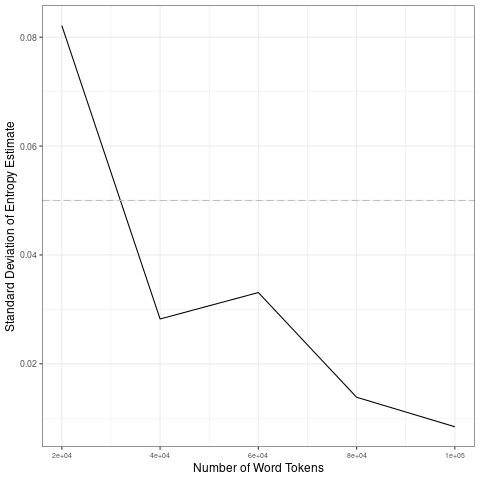 Standard Deviation of Entropy Estimate
0.08
0.06
0.04
0.02
2e+04 4e+04 6e+04 8e+04 1e+05
Number of Word Tokens